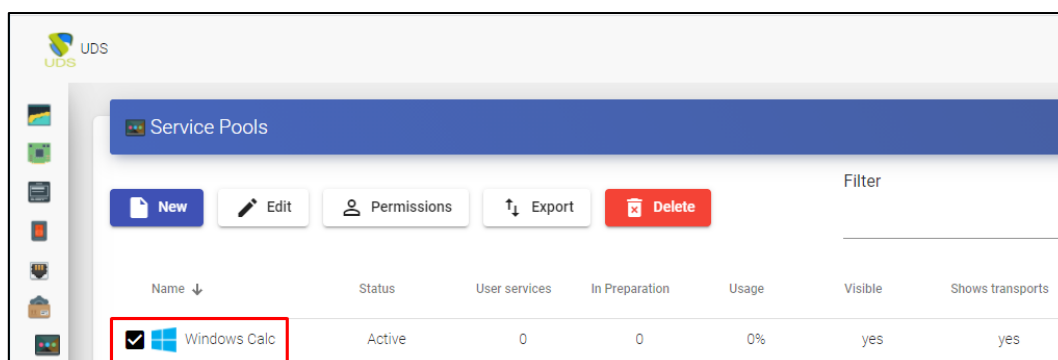 UDS
UDS
Service Pools
Filter
New Edit Permissions Export Delete
Name Status User services In Preparation Usage Visible Shows transports
Windows Calc Active 0 0 0% yes yes